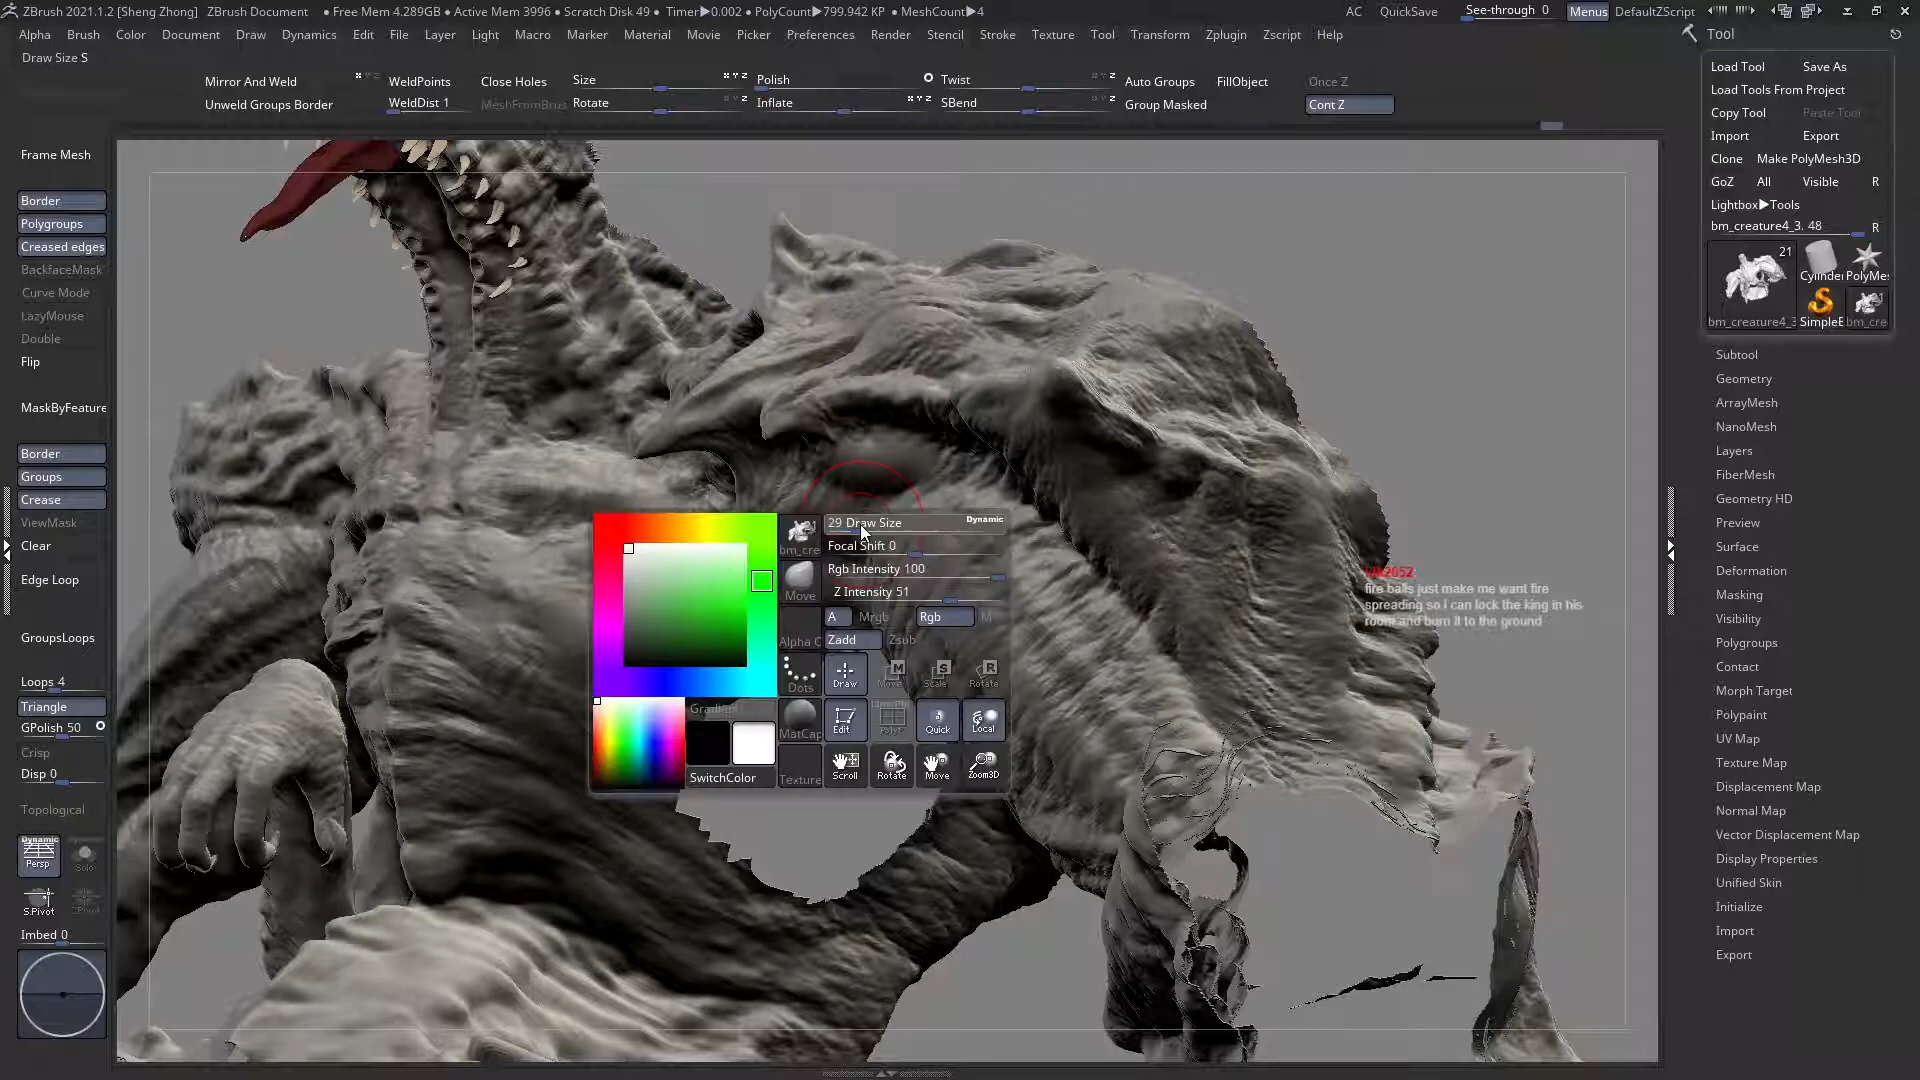 ZBrush 2021.1.2 [Sheng Zhong]   ZBrush Document   • Free Mem 4.289GB • Active Mem 3996 • Scratch Disk 49 •  Timer▶0.002 • PolyCount▶799.942 KP  • MeshCount▶4   AC   QuickSave   See-through 0   Menus   DefaultZScript
Alpha Brush Color Document Draw Dynamics Edit File Layer Light Macro Marker Material Movie Picker Preferences Render Stencil Stroke Texture Tool Transform Zplugin Zscript Help
Draw Size S
Mirror And Weld
Unweld Groups Border
WeldPoints
WeldDist 1
Close Holes
Size
Rotate
Polish
Inflate
Twist
SBend
Auto Groups
Group Masked
FillObject
Once Z
Cont Z
Frame Mesh
Border
Polygroups
Creased edges
BackfaceMask
Curve Mode
LazyMouse
Double
Flip
MaskByFeature
Border
Groups
Crease
ViewMask
Clear
Edge Loop
GroupsLoops
Loops 4
Triangle
GPolish 50
Crisp
Disp 0
Topological
Dynamic
Persp
Solo
S.Pivot
Imbed 0
bm_cre
Move
Alpha
Dots
MatCap
Texture
29 Draw Size
Dynamic
Focal Shift 0
Rgb Intensity 100
Z Intensity 51
A
Mrgb
Rgb
M
Zadd
Zsub
Draw
Move
Scale
Rotate
Edit
Quick
Local
Scroll
Rotate
Move
Zoom3D
SwitchColor
fire balls just make me want fire
spreading so i can lock the king in his
room and burn it to the ground
Tool
Load Tool
Save As
Load Tools From Project
Copy Tool
Paste Tool
Import
Export
Clone
Make PolyMesh3D
GoZ
All
Visible
R
Lightbox▶Tools
bm_creature4_3. 48
R
21
bm_creature4_3
Cylinder
PolyMes
SimpleE
bm_cre
Subtool
Geometry
ArrayMesh
NanoMesh
Layers
FiberMesh
Geometry HD
Preview
Surface
Deformation
Masking
Visibility
Polygroups
Contact
Morph Target
Polypaint
UV Map
Texture Map
Displacement Map
Normal Map
Vector Displacement Map
Display Properties
Unified Skin
Initialize
Import
Export